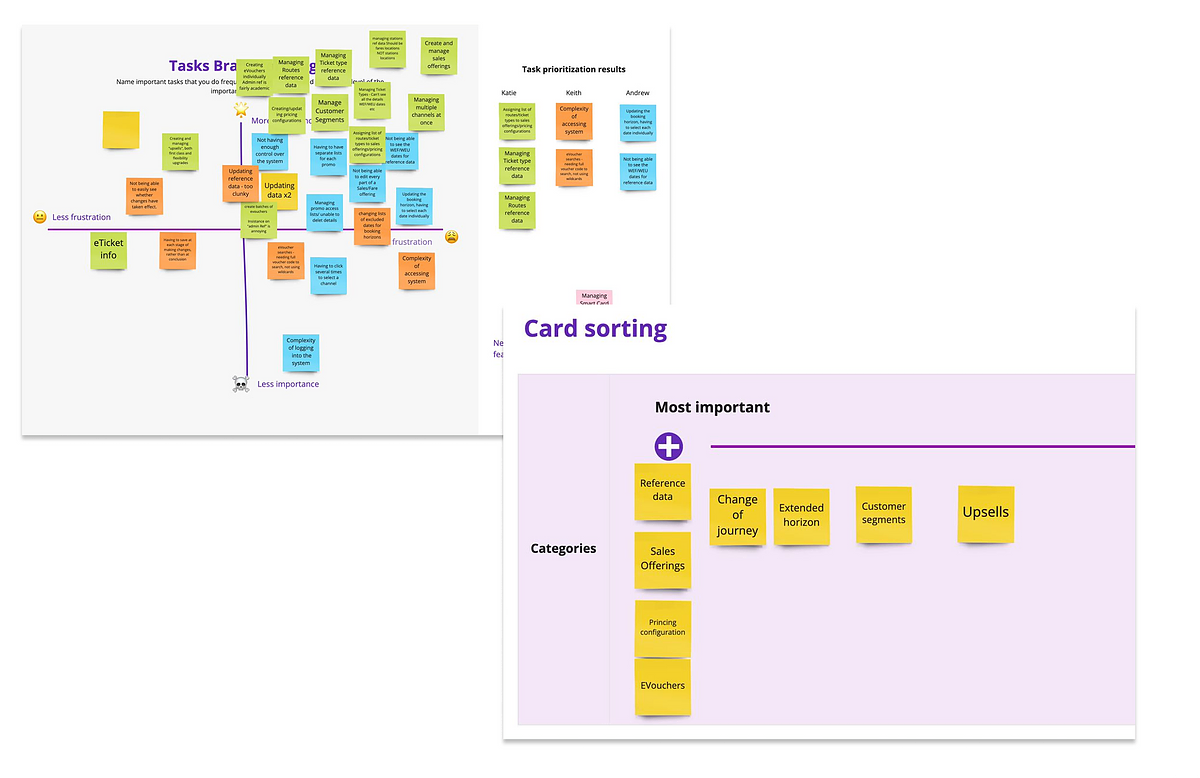 Tasks Bra
g
Name important tasks that you do frequ
level of the
importan
More
Less frustration
frustration
Less importance
Creating
eVouchers
individually
Admin ref is
fairly academic
Managing
Routes
reference
data
Managing
Ticket type
reference
data
managing stations
ref data should be
fares locations
NOT stations
locations
Create and
manage
sales
offerings
Creating/updat
ing pricing
configurations
Manage
Customer
Segments
Managing Ticket
Types - Can't see
all the details
WEF/WEU dates
etc
Managing
multiple
channels at
once
Creating and
managing
"upsells", both
first class and
flexibility
upgrades
Not having
enough
control over
the system
Having to have
separate lists
for each
promo
Assigning list of
routes/ticket
types to sales
offerings/pricing
configurations
Not being able
to see the
WEF/WEU
dates for
reference data
Not being able
to easily see
whether
changes have
taken effect.
Updating
reference
data - too
clunky
Updating
data x2
Not being able
to edit every
part of a
Sales/Fare
offering
Managing
promo access
lists/ unable to
delet details
Updating the
booking
horizon, having
to select each
date individually
create batches of
evouchers
Insistance on
"admin Ref" is
annoying
changing lists
of excluded
dates for
booking
horizons
eTicket
info
Having to save at
each stage of
making changes,
rather than at
conclusion
eVoucher
searches -
needing full
voucher code to
search, not using
wildcards
Having to click
several times
to select a
channel
Complexity
of
accessing
system
Complexity
of logging
into the
system
Task prioritization results
Katie
Keith
Andrew
Assigning list of
routes/ticket
types to sales
offerings/pricing
configurations
Complexity
of
accessing
system
Updating the
booking
horizon, having
to select each
date individually
Managing
Ticket type
reference
data
eVoucher
searches -
needing full
voucher code to
search, not using
wildcards
Not being able
to see the
WEF/WEU
dates for
reference data
Managing
Routes
reference
data
Managing
Smart Card
Ne
fea
Card sorting
Most important
Categories
Reference
data
Change
of
journey
Extended
horizon
Customer
segments
Upsells
Sales
Offerings
Princing
configuration
EVouchers